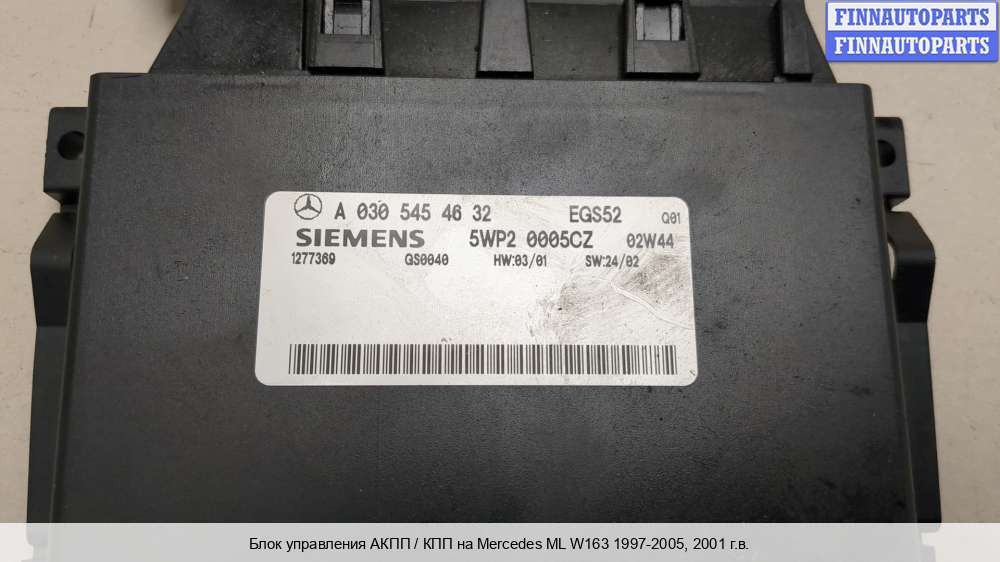 FINNAUTOPARTS
FINNAUTOPARTS
A 030 545 46 32 EGS52 Q01
SIEMENS 5WP2 0005CZ 02W44
1277369 GS0040 HW:03/01 SW:24/02
Блок управления АКПП / КПП на Mercedes ML W163 1997-2005, 2001 г.в.